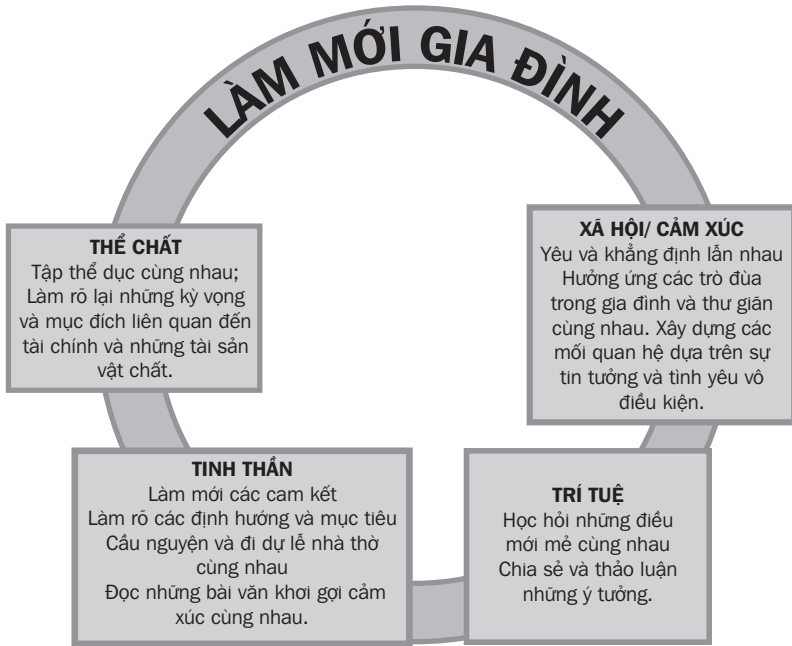 LÀM MỚI GIA ĐÌNH
THỂ CHẤT
Tập thể dục cùng nhau;
Làm rõ lại những kỳ vọng
và mục đích liên quan đến
tài chính và những tài sản
vật chất.
XÃ HỘI/ CẢM XÚC
Yêu và khẳng định lẫn nhau
Hưởng ứng các trò đùa
trong gia đình và thư giãn
cùng nhau. Xây dựng các
mối quan hệ dựa trên sự
tin tưởng và tình yêu vô
điều kiện.
TINH THẦN
Làm mới các cam kết
Làm rõ các định hướng và mục tiêu
Cầu nguyện và đi dự lễ nhà thờ
cùng nhau
Đọc những bài văn khơi gợi cảm
xúc cùng nhau.
TRÍ TUỆ
Học hỏi những điều
mới mẻ cùng nhau
Chia sẻ và thảo luận
những ý tưởng.